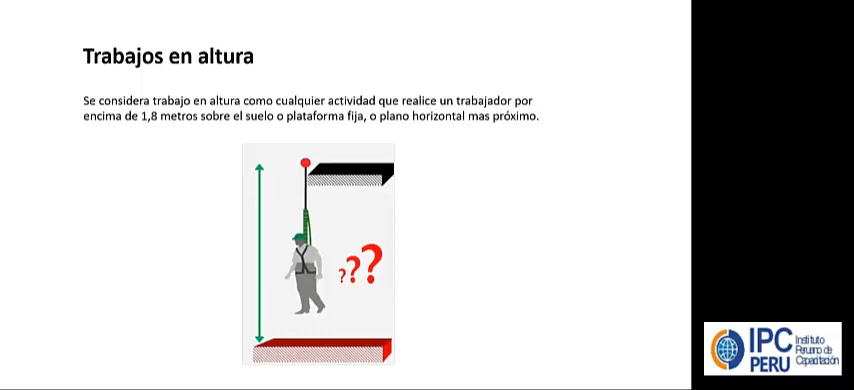 Trabajos en altura
Se considera trabajo en altura como cualquier actividad que realice un trabajador por
encima de 1,8 metros sobre el suelo o plataforma fija, o plano horizontal mas próximo.
???
IPC
PERU
Instituto
Peruano de
Capacitación